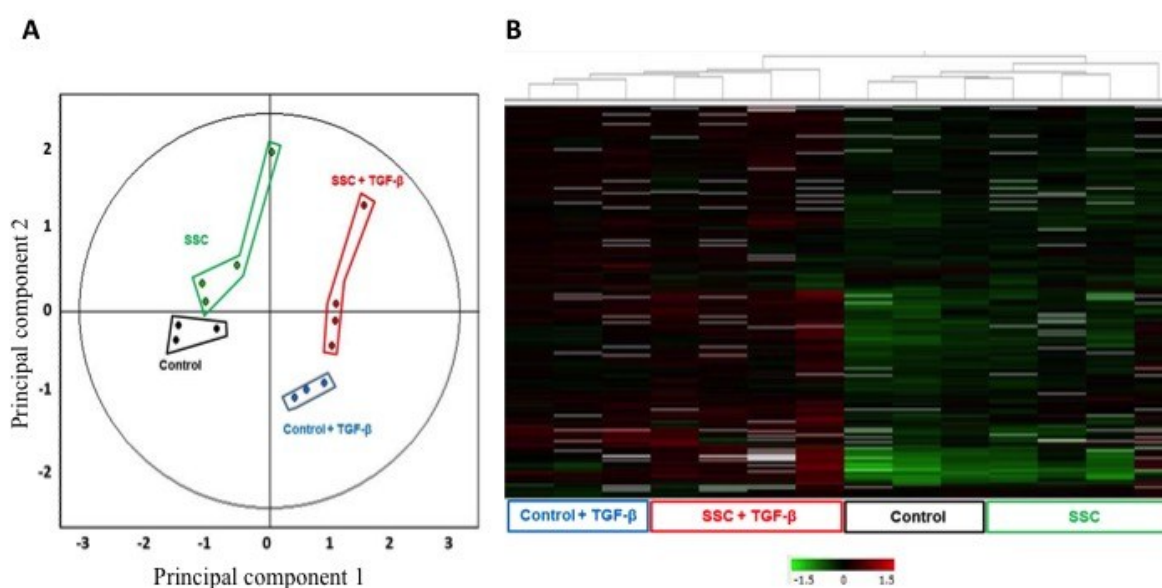 A
B
Principal component 2
2
1
0
-1
-2
SSC
SSC + TGF-β
Control
Control + TGF-β
-3
-2
-1
0
1
2
3
Principal component 1
Control + TGF-β
SSC + TGF-β
Control
SSC
-1.5
0
1.5